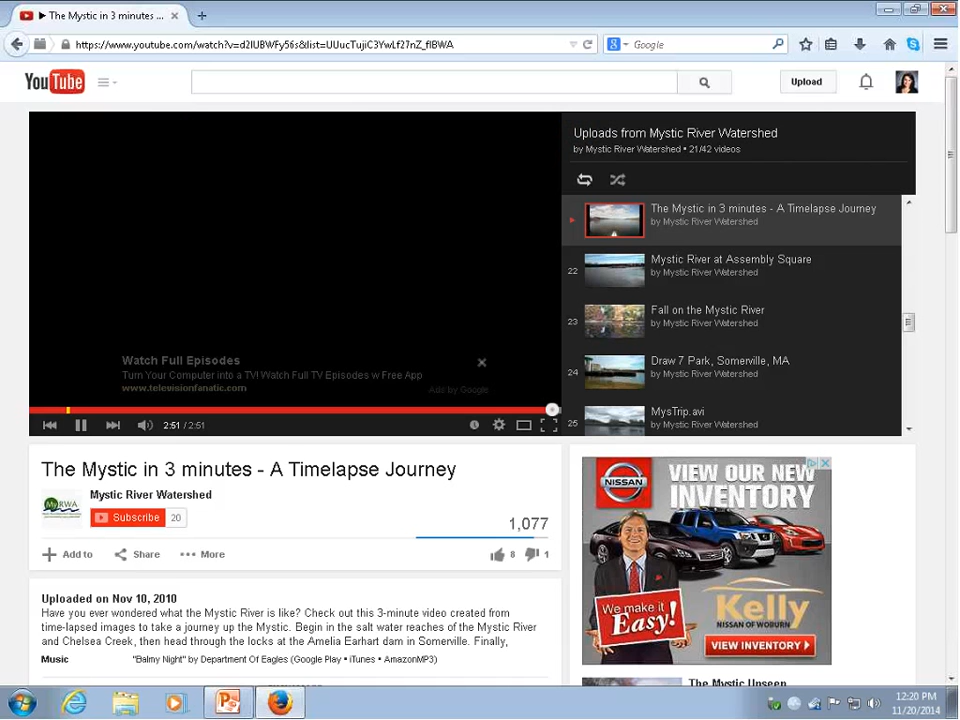 The Mystic in 3 minutes ...
https://www.youtube.com/watch?v=d2IUBWFy56s&list=UUucTujiC3YwLf27nZ_flBWA
Google
YouTube
Upload
Uploads from Mystic River Watershed
by Mystic River Watershed • 21/42 videos
The Mystic in 3 minutes - A Timelapse Journey
by Mystic River Watershed
22
Mystic River at Assembly Square
by Mystic River Watershed
23
Fall on the Mystic River
by Mystic River Watershed
24
Draw 7 Park, Somerville, MA
by Mystic River Watershed
25
MysTrip.avi
by Mystic River Watershed
Watch Full Episodes
Turn Your Computer into a TV! Watch Full TV Episodes w Free App
www.televisionfanatic.com
Ads by Google
2:51 / 2:51
The Mystic in 3 minutes - A Timelapse Journey
MyRWA
Mystic River Watershed
Subscribe 20
1,077
Add to Share More
8 1
Uploaded on Nov 10, 2010
Have you ever wondered what the Mystic River is like? Check out this 3-minute video created from
time-lapsed images to take a journey up the Mystic. Begin in the salt water reaches of the Mystic River
and Chelsea Creek, then head through the locks at the Amelia Earhart dam in Somerville. Finally,
Music "Balmy Night" by Department Of Eagles (Google Play • iTunes • AmazonMP3)
NISSAN
VIEW OUR NEW
INVENTORY
We make it
Easy!
Kelly
NISSAN OF WOBURN
VIEW INVENTORY
The Mystic Unseen
12:20 PM
11/20/2014